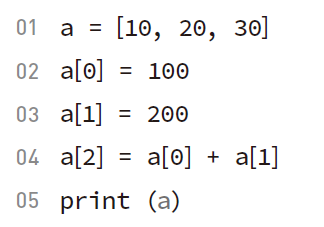 01 a = [10, 20, 30]
02 a[0] = 100
03 a[1] = 200
04 a[2] = a[0] + a[1]
05 print (a)